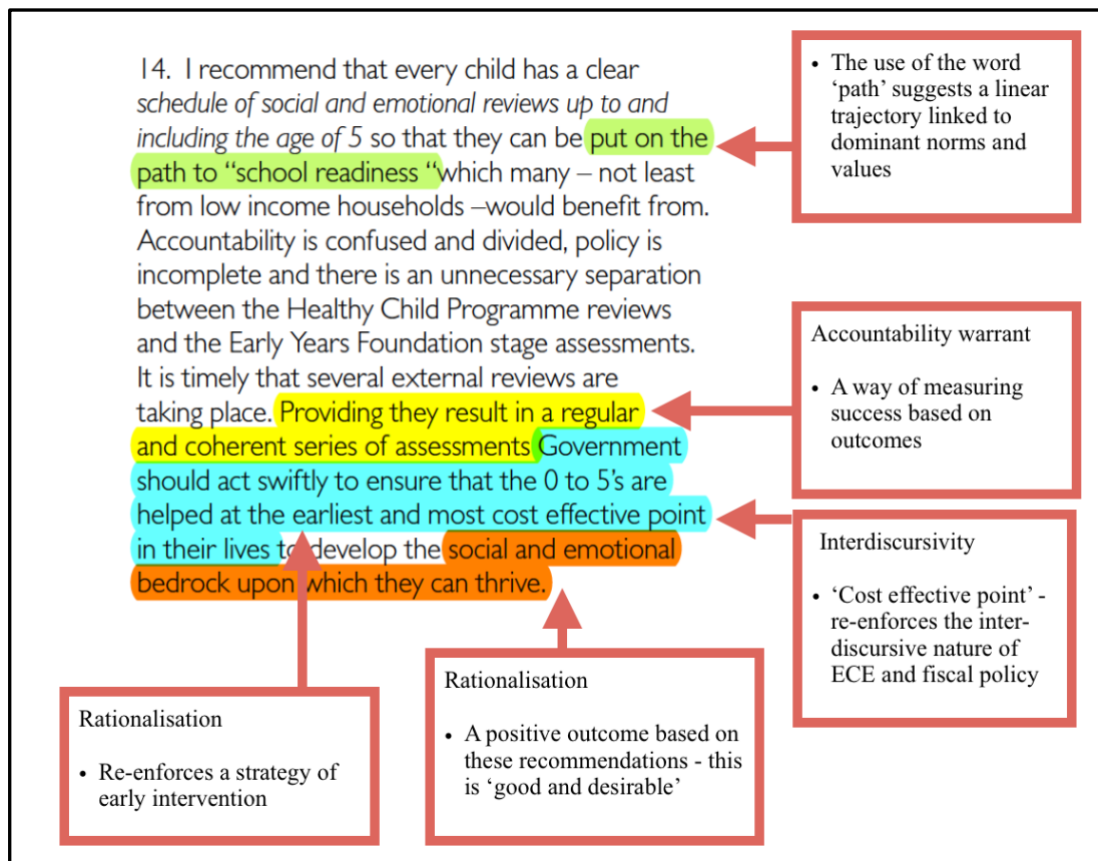 14. I recommend that every child has a clear
schedule of social and emotional reviews up to and
including the age of 5 so that they can be put on the
path to “school readiness “which many – not least
from low income households –would benefit from.
Accountability is confused and divided, policy is
incomplete and there is an unnecessary separation
between the Healthy Child Programme reviews
and the Early Years Foundation stage assessments.
It is timely that several external reviews are
taking place. Providing they result in a regular
and coherent series of assessments Government
should act swiftly to ensure that the 0 to 5’s are
helped at the earliest and most cost effective point
in their lives to develop the social and emotional
bedrock upon which they can thrive.
• The use of the word
‘path’ suggests a linear
trajectory linked to
dominant norms and
values
Accountability warrant
• A way of measuring
success based on
outcomes
Interdiscursivity
• ‘Cost effective point’ -
re-enforces the inter-
discursive nature of
ECE and fiscal policy
Rationalisation
• Re-enforces a strategy of
early intervention
Rationalisation
• A positive outcome based on
these recommendations - this
is ‘good and desirable’